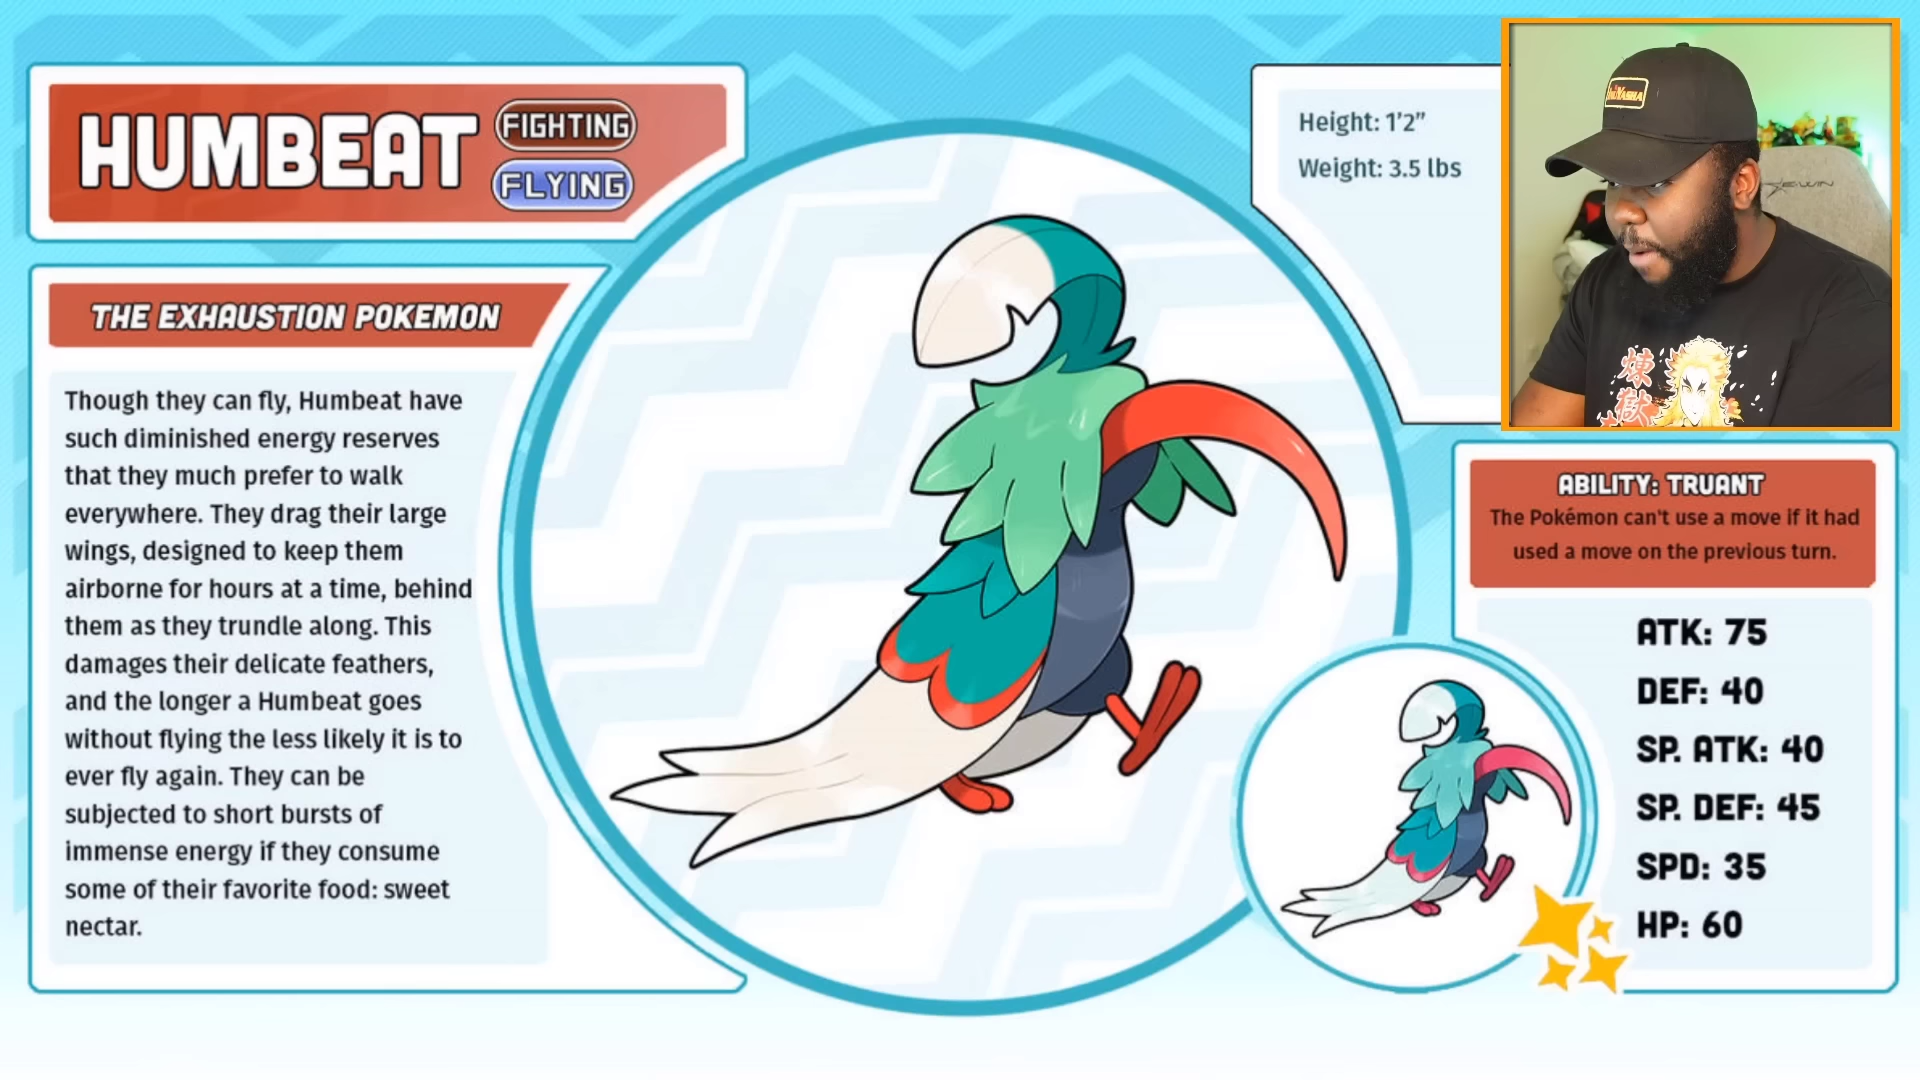 HUMBEAT
FIGHTING
FLYING
THE EXHAUSTION POKEMON
Though they can fly, Humbeat have
such diminished energy reserves
that they much prefer to walk
everywhere. They drag their large
wings, designed to keep them
airborne for hours at a time, behind
them as they trundle along. This
damages their delicate feathers,
and the longer a Humbeat goes
without flying the less likely it is to
ever fly again. They can be
subjected to short bursts of
immense energy if they consume
some of their favorite food: sweet
nectar.
Height: 1'2”
Weight: 3.5 lbs
INUYASHA
E-WIN
煉
獄
ABILITY: TRUANT
The Pokémon can't use a move if it had
used a move on the previous turn.
ATK: 75
DEF: 40
SP. ATK: 40
SP. DEF: 45
SPD: 35
HP: 60